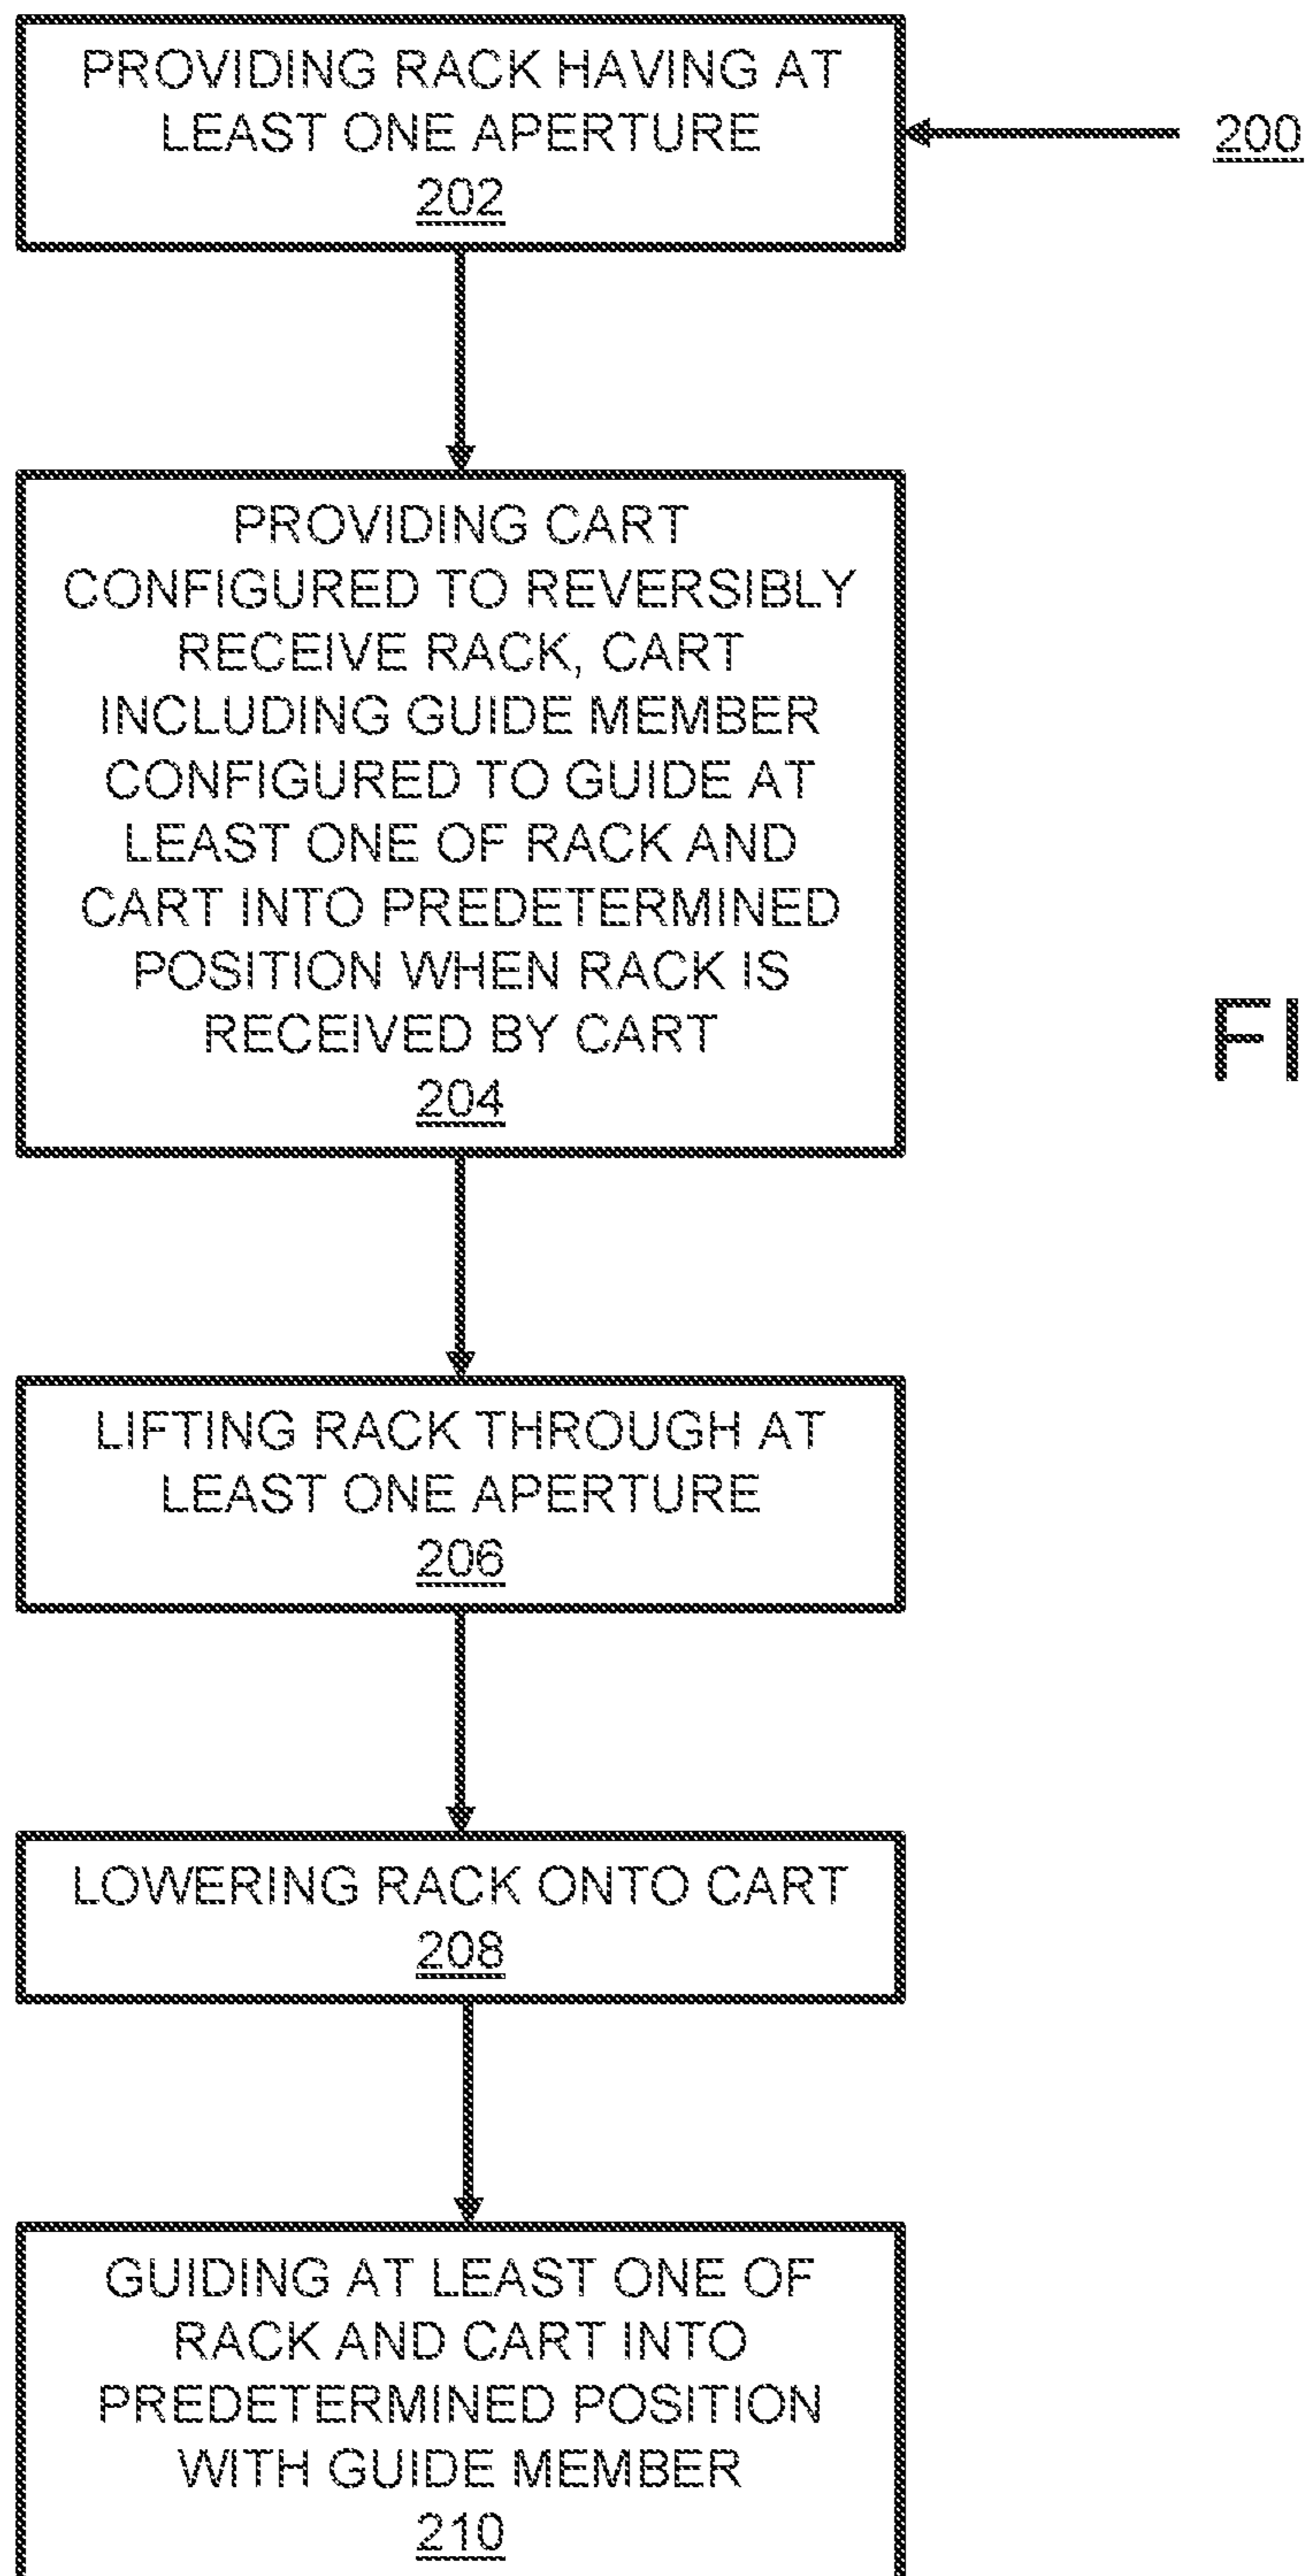 PROVIDING RACK HAVING AT
LEAST ONE APERTURE
202
200
PROVIDING CART
CONFIGURED TO REVERSIBLY
RECEIVE RACK, CART
INCLUDING GUIDE MEMBER
CONFIGURED TO GUIDE AT
LEAST ONE OF RACK AND
CART INTO PREDETERMINED
POSITION WHEN RACK IS
RECEIVED BY CART
204
FI
LIFTING RACK THROUGH AT
LEAST ONE APERTURE
206
LOWERING RACK ONTO CART
208
GUIDING AT LEAST ONE OF
RACK AND CART INTO
PREDETERMINED POSITION
WITH GUIDE MEMBER
210